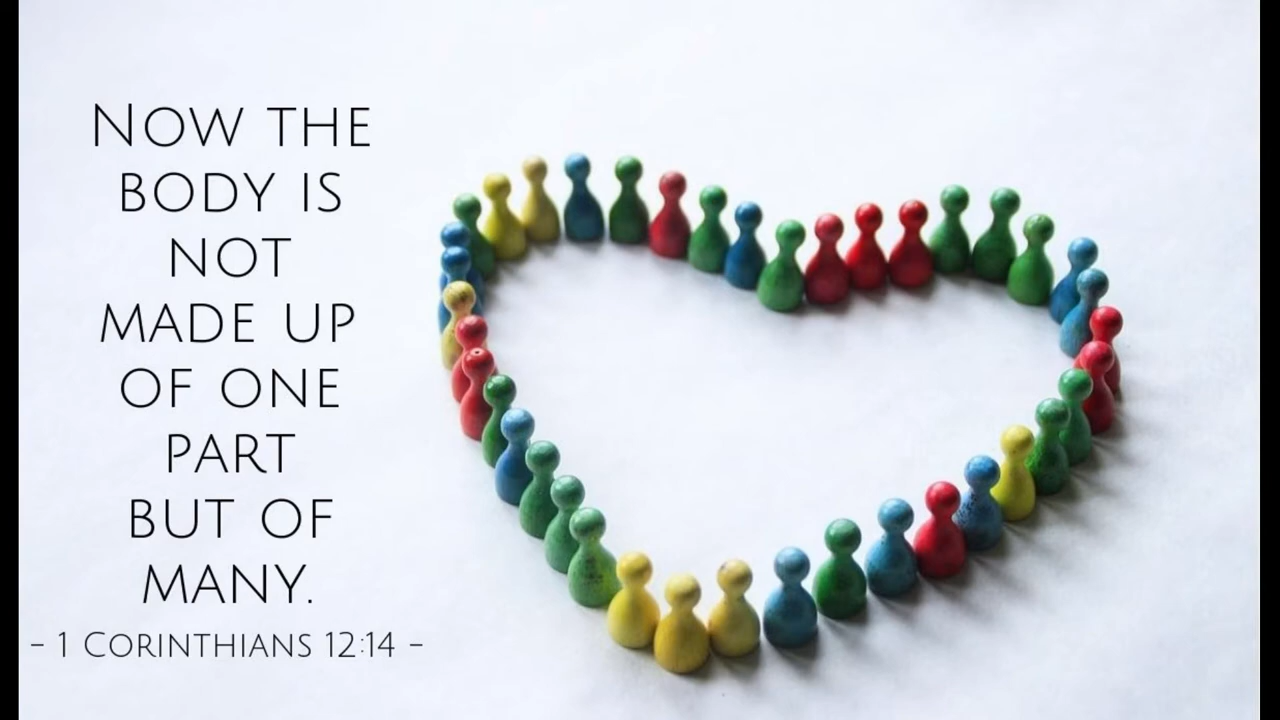 Now the
body is
not
made up
of one
part
but of
many.
- 1 Corinthians 12:14 -